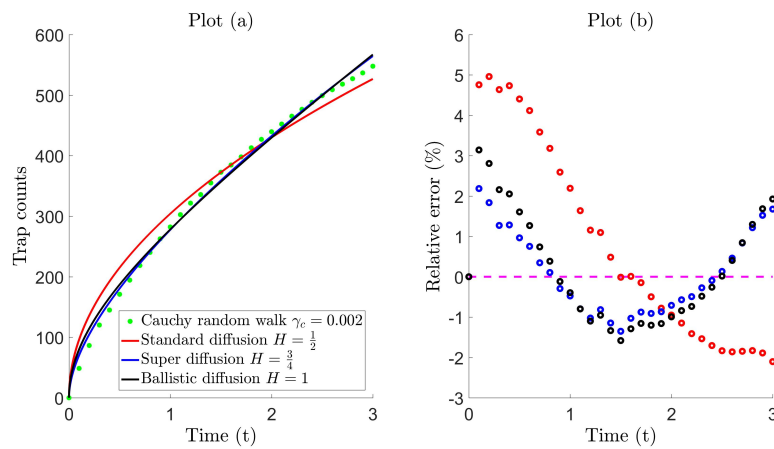 Plot (a)
600
500
400
300
200
100
0
Trap counts
Cauchy random walk γ_c = 0.002
Standard diffusion H = 1/2
Super diffusion H = 3/4
Ballistic diffusion H = 1
0
1
2
3
Time (t)
Plot (b)
6
5
4
3
2
1
0
-1
-2
-3
Relative error (%)
0
1
2
3
Time (t)